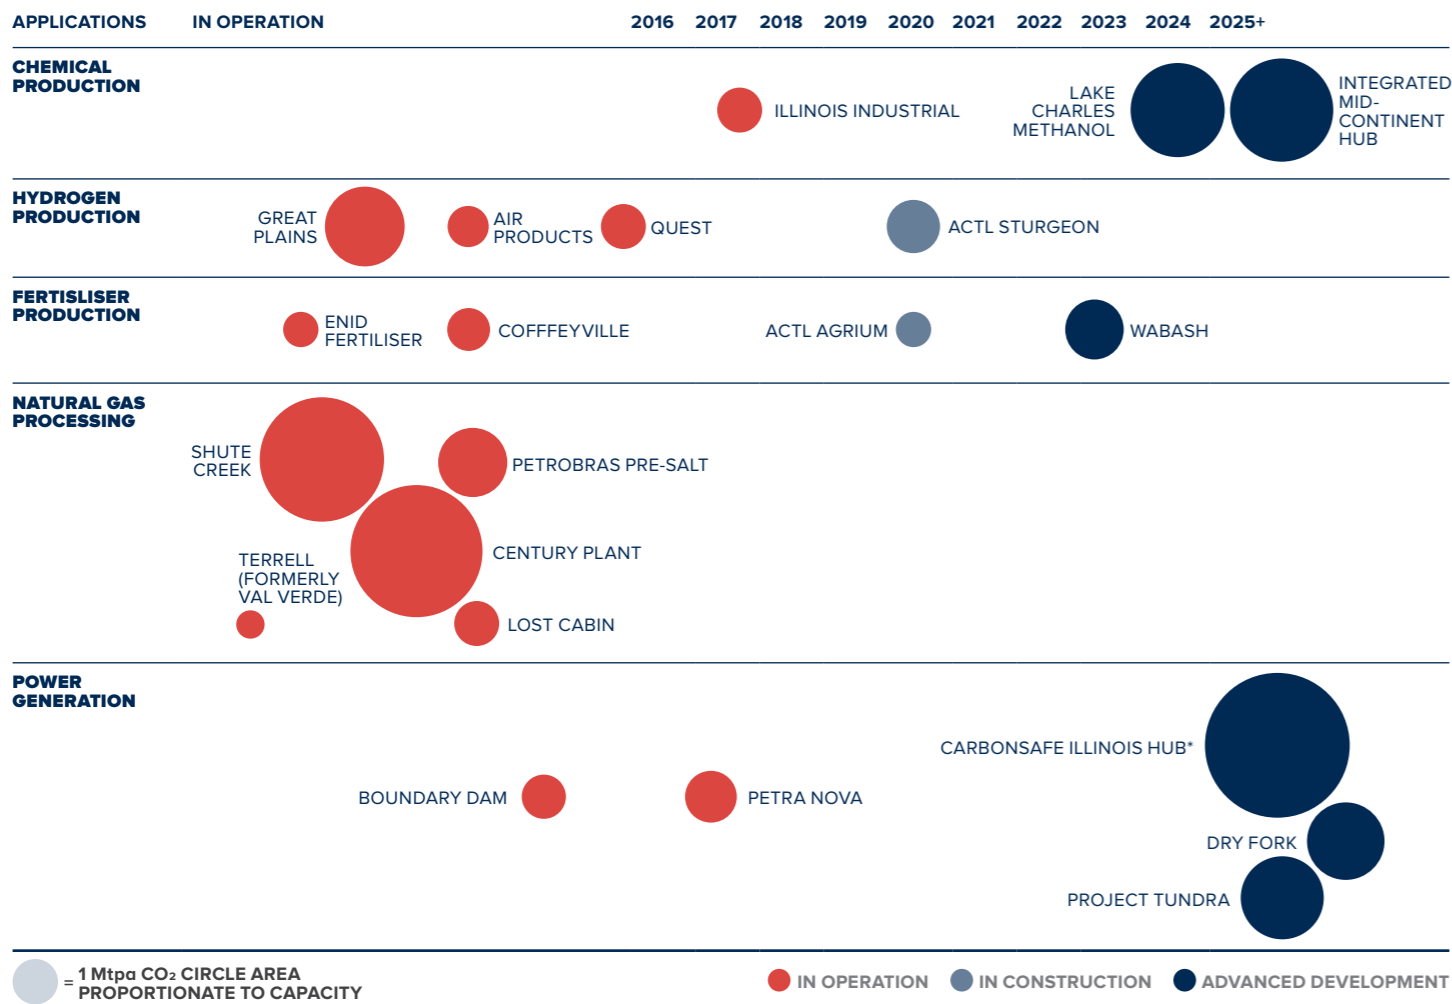 APPLICATIONS IN OPERATION 2016 2017 2018 2019 2020 2021 2022 2023 2024 2025+
CHEMICAL
PRODUCTION
ILLINOIS INDUSTRIAL
LAKE
CHARLES
METHANOL
INTEGRATED
MID-
CONTINENT
HUB
HYDROGEN
PRODUCTION
GREAT
PLAINS
AIR
PRODUCTS
QUEST
ACTL STURGEON
FERTISLISER
PRODUCTION
ENID
FERTILISER
COFFFEYVILLE
ACTL AGRIUM
WABASH
NATURAL GAS
PROCESSING
SHUTE
CREEK
PETROBRAS PRE-SALT
CENTURY PLANT
TERRELL
(FORMERLY
VAL VERDE)
LOST CABIN
POWER
GENERATION
CARBONSAFE ILLINOIS HUB*
BOUNDARY DAM
PETRA NOVA
DRY FORK
PROJECT TUNDRA
= 1 Mtpa CO₂ CIRCLE AREA
PROPORTIONATE TO CAPACITY
IN OPERATION IN CONSTRUCTION ADVANCED DEVELOPMENT